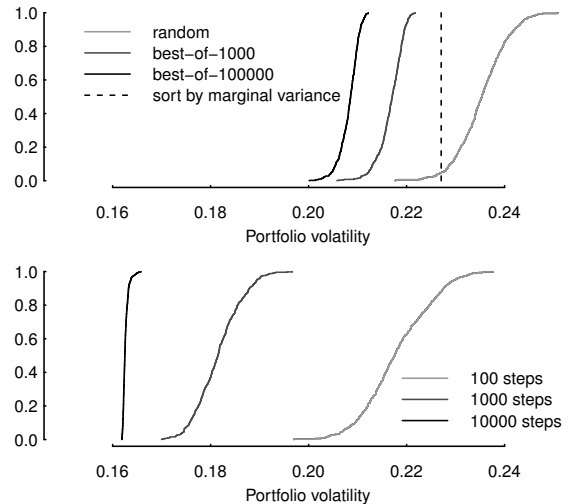 1.0
0.8
0.6
0.4
0.2
0.0
random
best−of−1000
best−of−100000
sort by marginal variance
0.16 0.18 0.20 0.22 0.24
Portfolio volatility
1.0
0.8
0.6
0.4
0.2
0.0
100 steps
1000 steps
10000 steps
0.16 0.18 0.20 0.22 0.24
Portfolio volatility